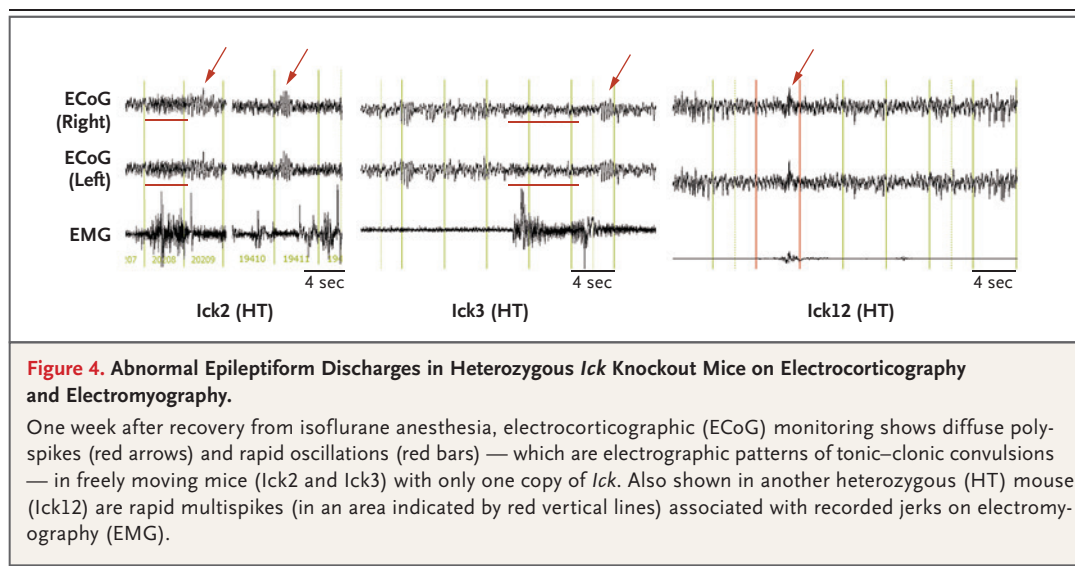 ECoG
(Right)
ECoG
(Left)
EMG
207 20208 20209 19410 19411 194
4 sec 4 sec 4 sec
Ick2 (HT) Ick3 (HT) Ick12 (HT)
Figure 4. Abnormal Epileptiform Discharges in Heterozygous Ick Knockout Mice on Electrocorticography
and Electromyography.
One week after recovery from isoflurane anesthesia, electrocorticographic (ECoG) monitoring shows diffuse poly-
spikes (red arrows) and rapid oscillations (red bars) — which are electrographic patterns of tonic–clonic convulsions
— in freely moving mice (Ick2 and Ick3) with only one copy of Ick. Also shown in another heterozygous (HT) mouse
(Ick12) are rapid multispikes (in an area indicated by red vertical lines) associated with recorded jerks on electromy-
ography (EMG).